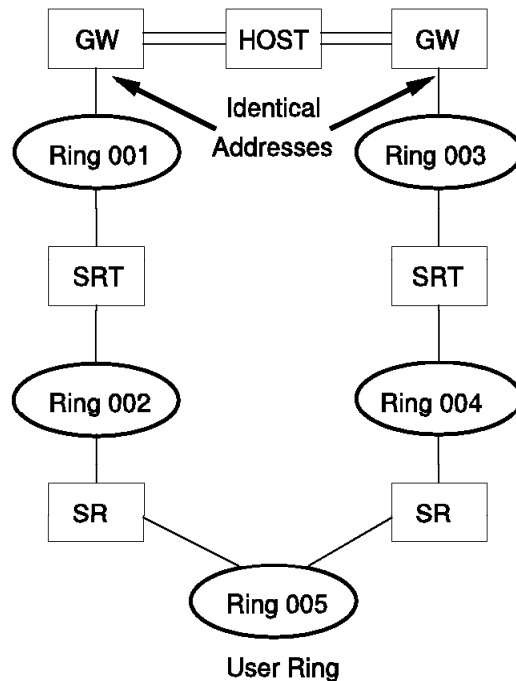 GW
HOST
GW
Identical
Addresses
Ring 001
Ring 003
SRT
SRT
Ring 002
Ring 004
SR
SR
Ring 005
User Ring